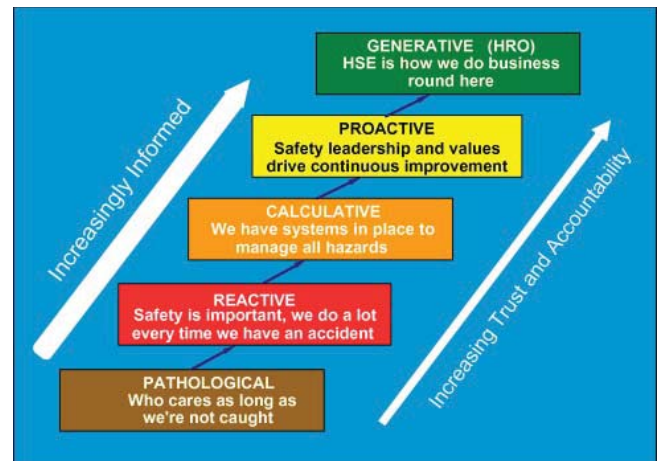 GENERATIVE (HRO)
HSE is how we do business
round here
PROACTIVE
Safety leadership and values
drive continuous improvement
CALCULATIVE
We have systems in place to
manage all hazards
REACTIVE
Safety is important, we do a lot
every time we have an accident
PATHOLOGICAL
Who cares as long as
we're not caught
Increasingly Informed
Increasing Trust and Accountability